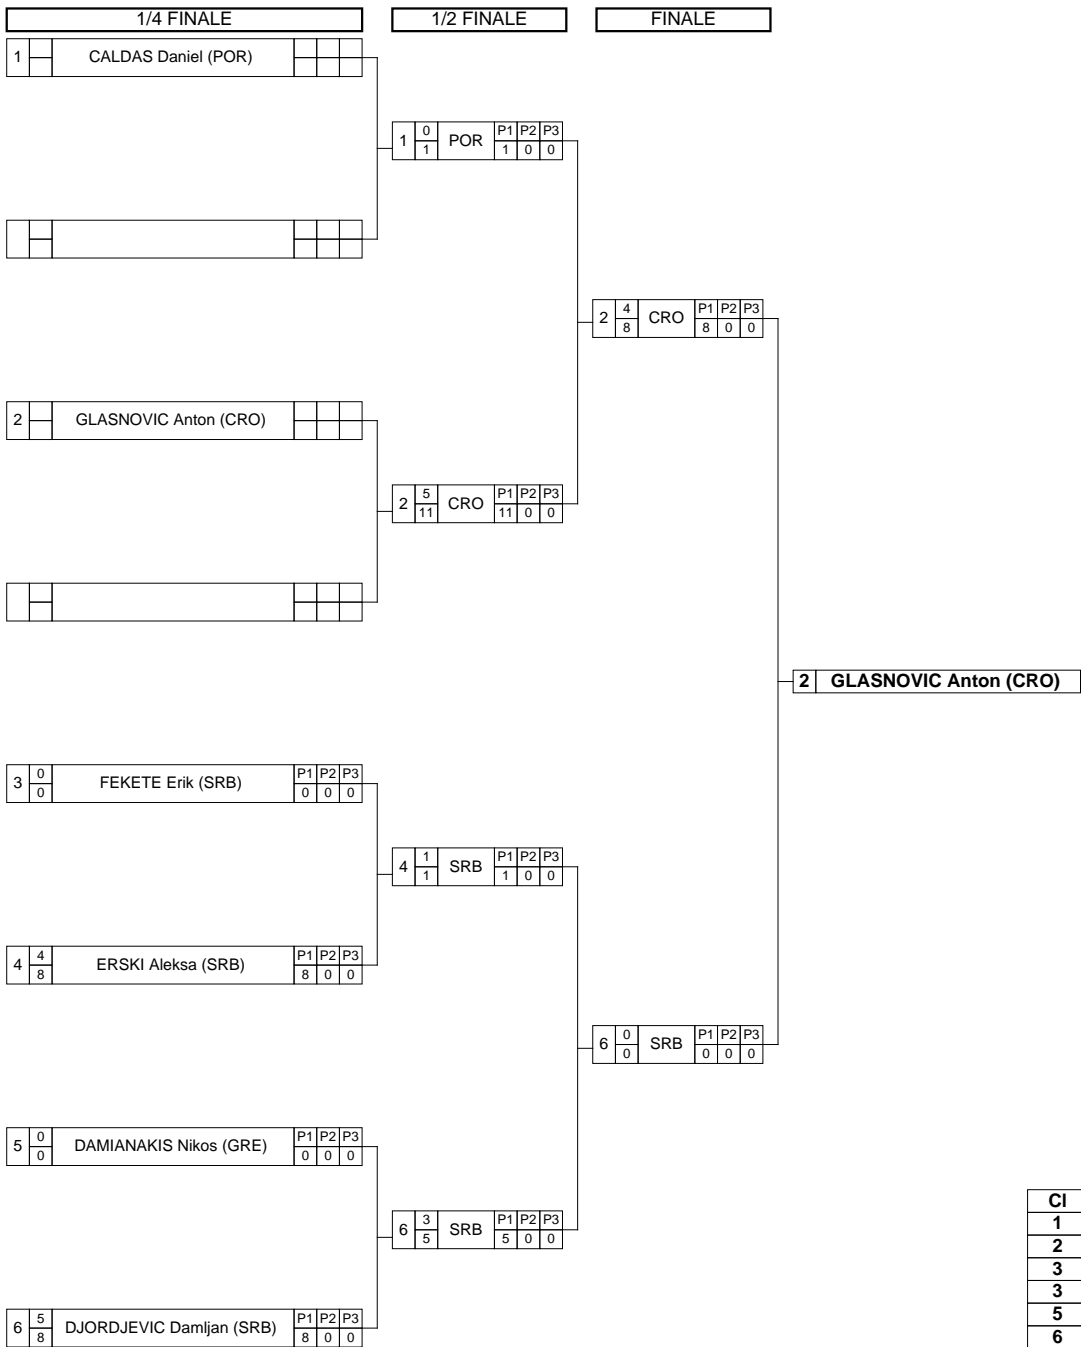 1/4 FINALE 1/2 FINALE FINALE
1 CALDAS Daniel (POR)
0 P1 P2 P3
1 POR
1 1 0 0
4 P1 P2 P3
2 CRO
8 8 0 0
2 GLASNOVIC Anton (CRO)
5 P1 P2 P3
2 CRO
11 11 0 0
2 GLASNOVIC Anton (CRO)
0 P1 P2 P3
3 FEKETE Erik (SRB)
0 0 0 0
1 P1 P2 P3
4 SRB
1 1 0 0
4 P1 P2 P3
4 ERSKI Aleksa (SRB)
8 8 0 0
0 P1 P2 P3
6 SRB
0 0 0 0
0 P1 P2 P3
5 DAMIANAKIS Nikos (GRE)
0 0 0 0
3 P1 P2 P3
6 SRB
5 5 0 0
5 P1 P2 P3
6 DJORDJEVIC Damljan (SRB)
8 8 0 0
Cl
1
2
3
3
5
6